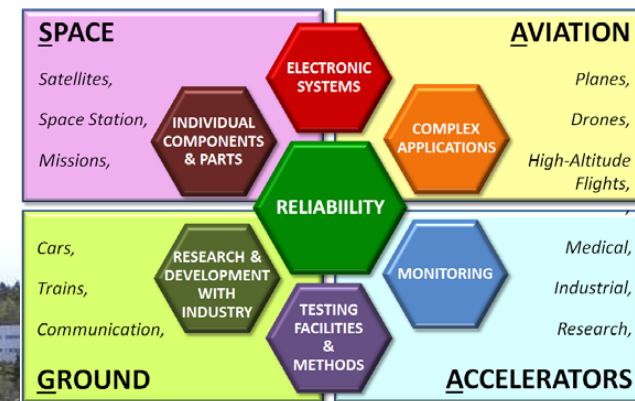 SPACE
Satellites,
Space Station,
Missions,
AVIATION
Planes,
Drones,
High-Altitude
Flights,
,
ELECTRONIC
SYSTEMS
INDIVIDUAL
COMPONENTS
& PARTS
COMPLEX
APPLICATIONS
RELIABIILITY
RESEARCH &
DEVELOPMENT
WITH
INDUSTRY
MONITORING
TESTING
FACILITIES
&
METHODS
Cars,
Trains,
Communication,
GROUND
Medical,
Industrial,
Research,
ACCELERATORS